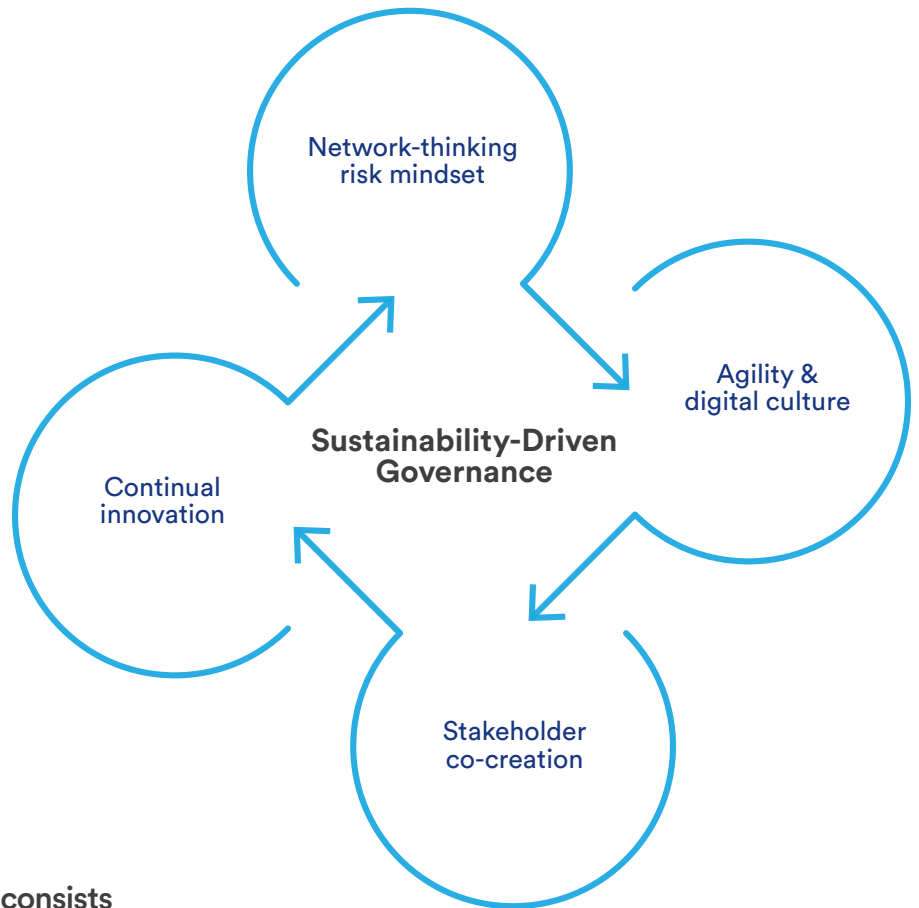 Network-thinking
risk mindset
Agility &
digital culture
Sustainability-Driven
Governance
Continual
innovation
Stakeholder
co-creation
consists